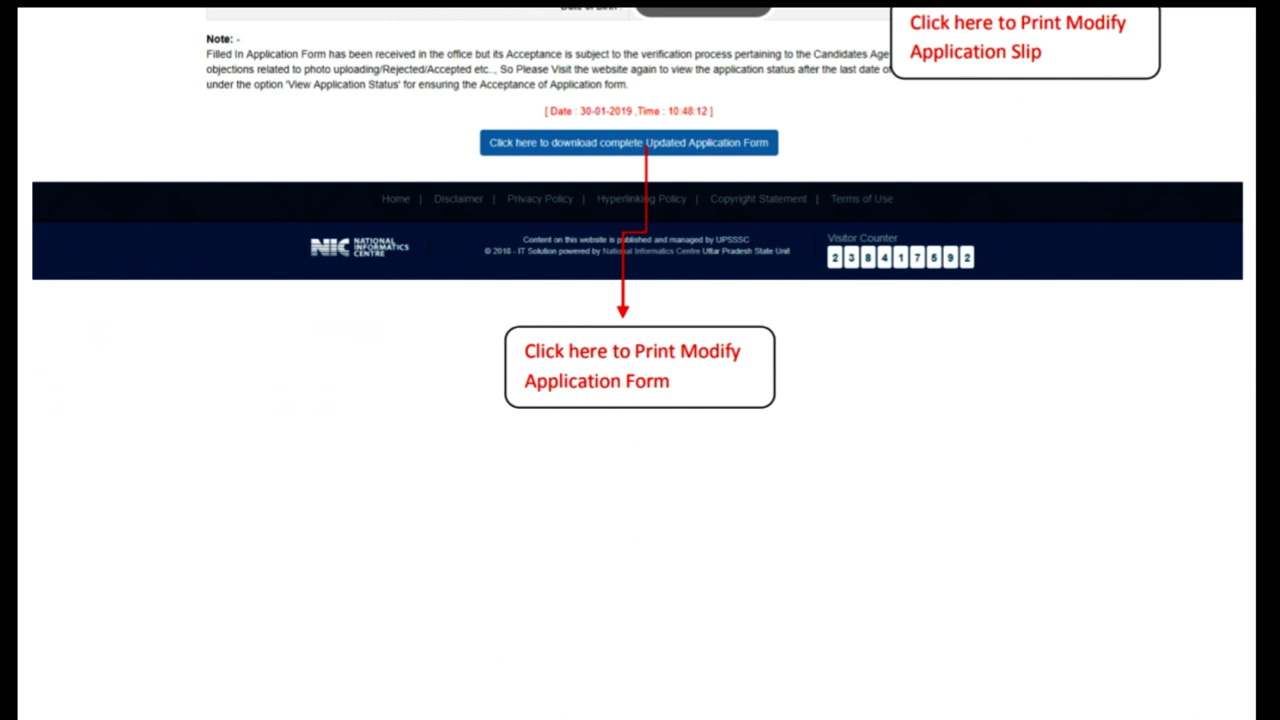 Date of Birth :
Click here to Print Modify
Application Slip
Note: -
Filled In Application Form has been received in the office but its Acceptance is subject to the verification process pertaining to the Candidates Age
objections related to photo uploading/Rejected/Accepted etc.., So Please Visit the website again to view the application status after the last date of
under the option 'View Application Status' for ensuring the Acceptance of Application form.
[ Date : 30-01-2019 ,Time : 10:48:12 ]
Click here to download complete Updated Application Form
Home | Disclaimer | Privacy Policy | Hyperlinking Policy | Copyright Statement | Terms of Use
NIC NATIONAL INFORMATICS CENTRE
Content on this website is published and managed by UPSSSC
© 2018 - IT Solution powered by National Informatics Centre Uttar Pradesh State Unit
Visitor Counter
2 3 8 4 1 7 5 9 2
Click here to Print Modify
Application Form